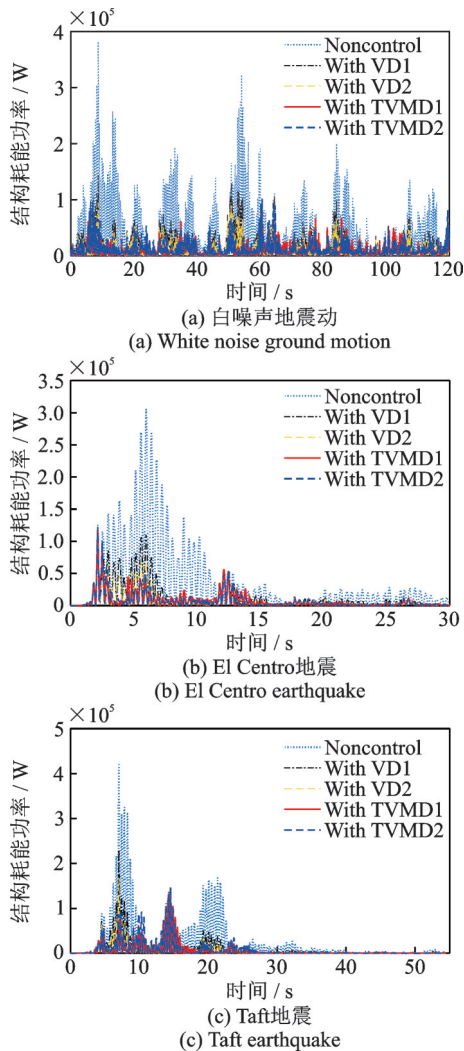 ×10⁵
4
3
2
1
0
结构耗能功率 / W
Noncontrol
With VD1
With VD2
With TVMD1
With TVMD2
0 20 40 60 80 100 120
时间 / s
(a) 白噪声地震动
(a) White noise ground motion
×10⁵
3.5
3.0
2.5
2.0
1.5
1.0
0.5
0
结构耗能功率 / W
Noncontrol
With VD1
With VD2
With TVMD1
With TVMD2
0 5 10 15 20 25 30
时间 / s
(b) El Centro地震
(b) El Centro earthquake
×10⁵
5
4
3
2
1
0
结构耗能功率 / W
Noncontrol
With VD1
With VD2
With TVMD1
With TVMD2
0 10 20 30 40 50
时间 / s
(c) Taft地震
(c) Taft earthquake